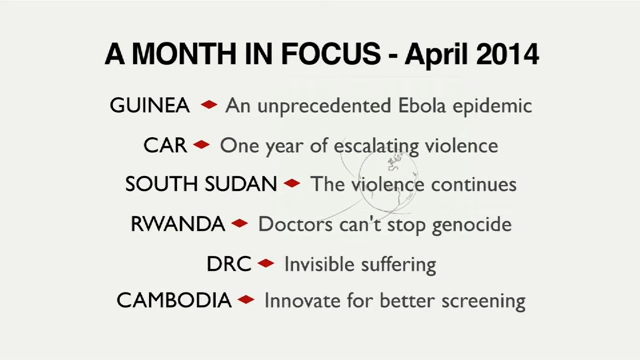 A MONTH IN FOCUS - April 2014
GUINEA ♦ An unprecedented Ebola epidemic
CAR ♦ One year of escalating violence
SOUTH SUDAN ♦ The violence continues
RWANDA ♦ Doctors can't stop genocide
DRC ♦ Invisible suffering
CAMBODIA ♦ Innovate for better screening